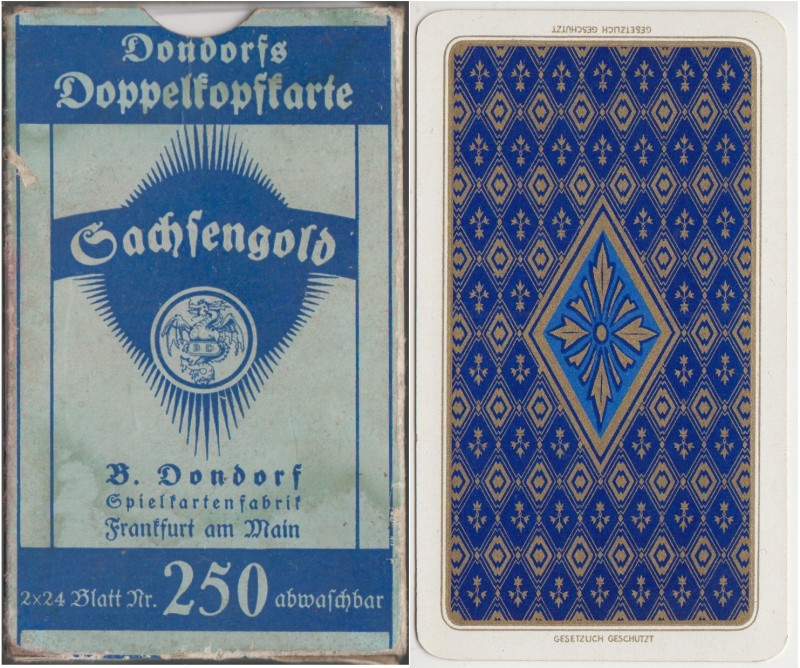 Dondorfs
Doppelkopfkarte
Sachsengold
B D
B. Dondorf
Spielkartenfabrik
Frankfurt am Main
2×24 Blatt Nr. 250 abwaschbar
GESETZLICH GESCHÜTZT
GESETZLICH GESCHÜTZT